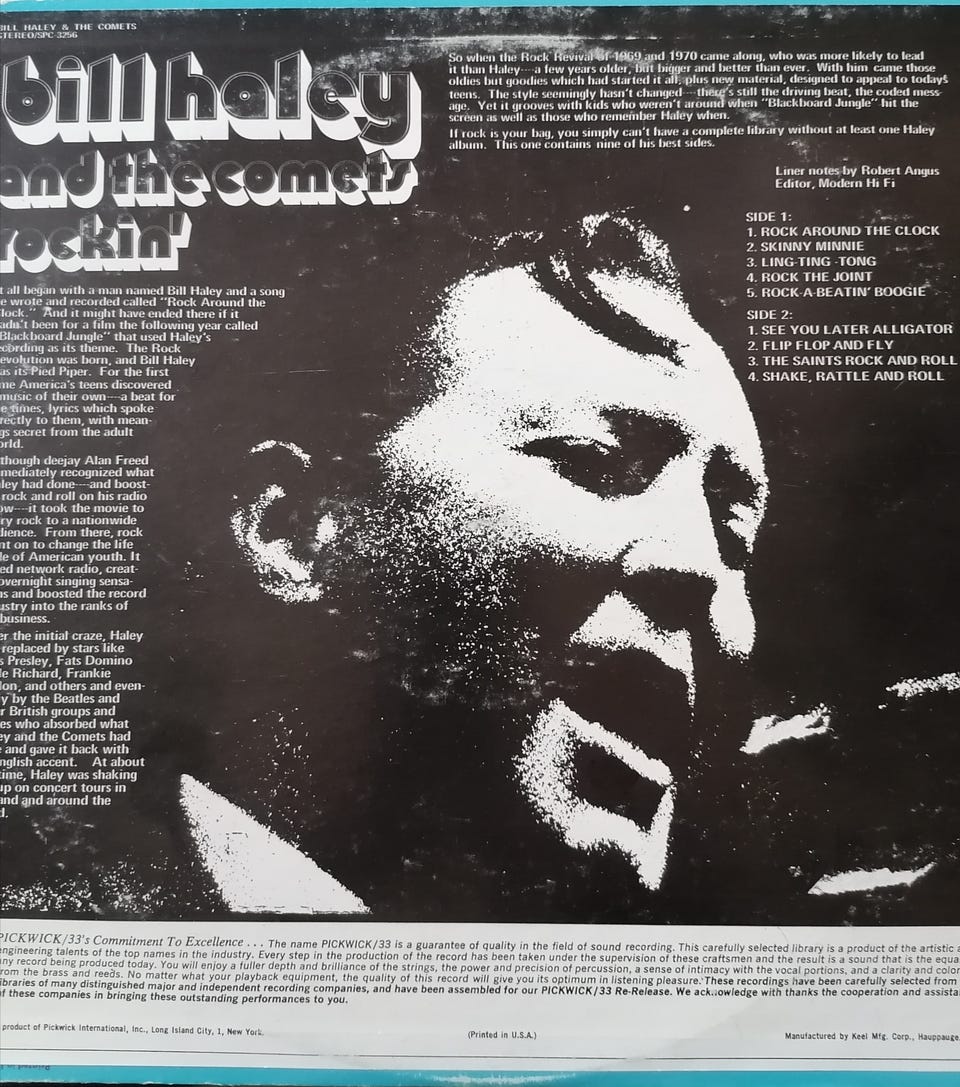 BILL HALEY & THE COMETS
STEREO/SPC-3256
bill haley
and the comets
rockin'
t all began with a man named Bill Haley and a song
e wrote and recorded called "Rock Around the
lock." And it might have ended there if it
adn't been for a film the following year called
Blackboard Jungle" that used Haley's
ecording as its theme. The Rock
evolution was born, and Bill Haley
as its Pied Piper. For the first
me America's teens discovered
music of their own---a beat for
e times, lyrics which spoke
rectly to them, with mean-
gs secret from the adult
orld.
though deejay Alan Freed
mediately recognized what
ley had done---and boost-
rock and roll on his radio
ow---it took the movie to
ry rock to a nationwide
dience. From there, rock
nt on to change the life
le of American youth. It
ed network radio, creat-
overnight singing sensa-
ns and boosted the record
ustry into the ranks of
business.
er the initial craze, Haley
replaced by stars like
s Presley, Fats Domino
le Richard, Frankie
lon, and others and even-
y by the Beatles and
r British groups and
es who absorbed what
ey and the Comets had
and gave it back with
nglish accent. At about
time, Haley was shaking
up on concert tours in
and and around the
d.
So when the Rock Revival of 1969 and 1970 came along, who was more likely to lead
it than Haley---a few years older, but bigger and better than ever. With him came those
oldies but goodies which had started it all, plus new material, designed to appeal to today's
teens. The style seemingly hasn't changed---there's still the driving beat, the coded mess-
age. Yet it grooves with kids who weren't around when "Blackboard Jungle" hit the
screen as well as those who remember Haley when.
If rock is your bag, you simply can't have a complete library without at least one Haley
album. This one contains nine of his best sides.
Liner notes by Robert Angus
Editor, Modern Hi Fi
SIDE 1:
1. ROCK AROUND THE CLOCK
2. SKINNY MINNIE
3. LING-TING -TONG
4. ROCK THE JOINT
5. ROCK-A-BEATIN' BOOGIE
SIDE 2:
1. SEE YOU LATER ALLIGATOR
2. FLIP FLOP AND FLY
3. THE SAINTS ROCK AND ROLL
4. SHAKE, RATTLE AND ROLL
PICKWICK/33's Commitment To Excellence . . . The name PICKWICK/33 is a guarantee of quality in the field of sound recording. This carefully selected library is a product of the artistic a
engineering talents of the top names in the industry. Every step in the production of the record has been taken under the supervision of these craftsmen and the result is a sound that is the equa
any record being produced today. You will enjoy a fuller depth and brilliance of the strings, the power and precision of percussion, a sense of intimacy with the vocal portions, and a clarity and color
rom the brass and reeds. No matter what your playback equipment, the quality of this record will give you its optimum in listening pleasure. These recordings have been carefully selected from
ibraries of many distinguished major and independent recording companies, and have been assembled for our PICKWICK/33 Re-Release. We acknowledge with thanks the cooperation and assista
f these companies in bringing these outstanding performances to you.
product of Pickwick International, Inc., Long Island City, 1, New York.
(Printed in U.S.A.)
Manufactured by Keel Mfg. Corp., Hauppauge,